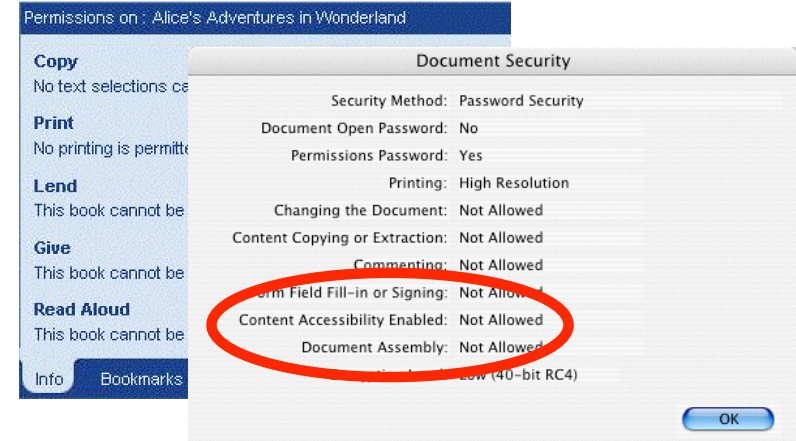 Permissions on : Alice's Adventures in Wonderland
Copy
No text selections ca
Print
No printing is permitte
Lend
This book cannot be
Give
This book cannot be
Read Aloud
This book cannot be
Info Bookmarks
Document Security
Security Method: Password Security
Document Open Password: No
Permissions Password: Yes
Printing: High Resolution
Changing the Document: Not Allowed
Content Copying or Extraction: Not Allowed
Commenting: Not Allowed
Form Field Fill-in or Signing: Not Allowed
Content Accessibility Enabled: Not Allowed
Document Assembly: Not Allowed
Low (40-bit RC4)
OK